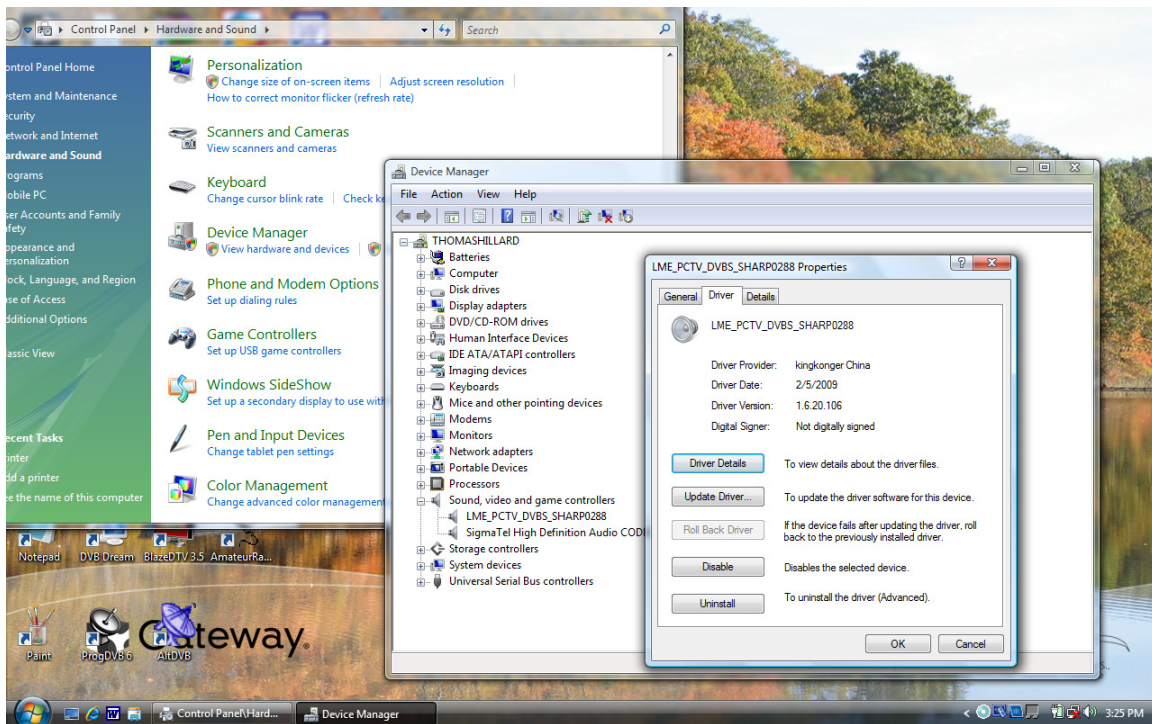 Control Panel Hardware and Sound Search
ontrol Panel Home
ystem and Maintenance
ecurity
etwork and Internet
ardware and Sound
rograms
obile PC
ser Accounts and Family
afety
ppearance and
ersonalization
lock, Language, and Region
ase of Access
dditional Options
lassic View
ecent Tasks
rinter
dd a printer
ee the name of this computer
Personalization
Change size of on-screen items Adjust screen resolution
How to correct monitor flicker (refresh rate)
Scanners and Cameras
View scanners and cameras
Keyboard
Change cursor blink rate Check ke
Device Manager
View hardware and devices
Phone and Modem Options
Set up dialing rules
Game Controllers
Set up USB game controllers
Windows SideShow
Set up a secondary display to use with
Pen and Input Devices
Change tablet pen settings
Color Management
Change advanced color management
Device Manager
File Action View Help
THOMASHILLARD
Batteries
Computer
Disk drives
Display adapters
DVD/CD-ROM drives
Human Interface Devices
IDE ATA/ATAPI controllers
Imaging devices
Keyboards
Mice and other pointing devices
Modems
Monitors
Network adapters
Portable Devices
Processors
Sound, video and game controllers
LME_PCTV_DVBS_SHARP0288
SigmaTel High Definition Audio CODE
Storage controllers
System devices
Universal Serial Bus controllers
LME_PCTV_DVBS_SHARP0288 Properties
General Driver Details
LME_PCTV_DVBS_SHARP0288
Driver Provider: kingkonger China
Driver Date: 2/5/2009
Driver Version: 1.6.20.106
Digital Signer: Not digitally signed
Driver Details To view details about the driver files.
Update Driver... To update the driver software for this device.
Roll Back Driver If the device fails after updating the driver, roll
back to the previously installed driver.
Disable Disables the selected device.
Uninstall To uninstall the driver (Advanced).
OK Cancel
Notepad DVB Dream BlazeDTV 3.5 AmateurRa...
Gateway.
Paint ProgDVB 6 AltDVB
Control Panel\Hard... Device Manager 3:25 PM